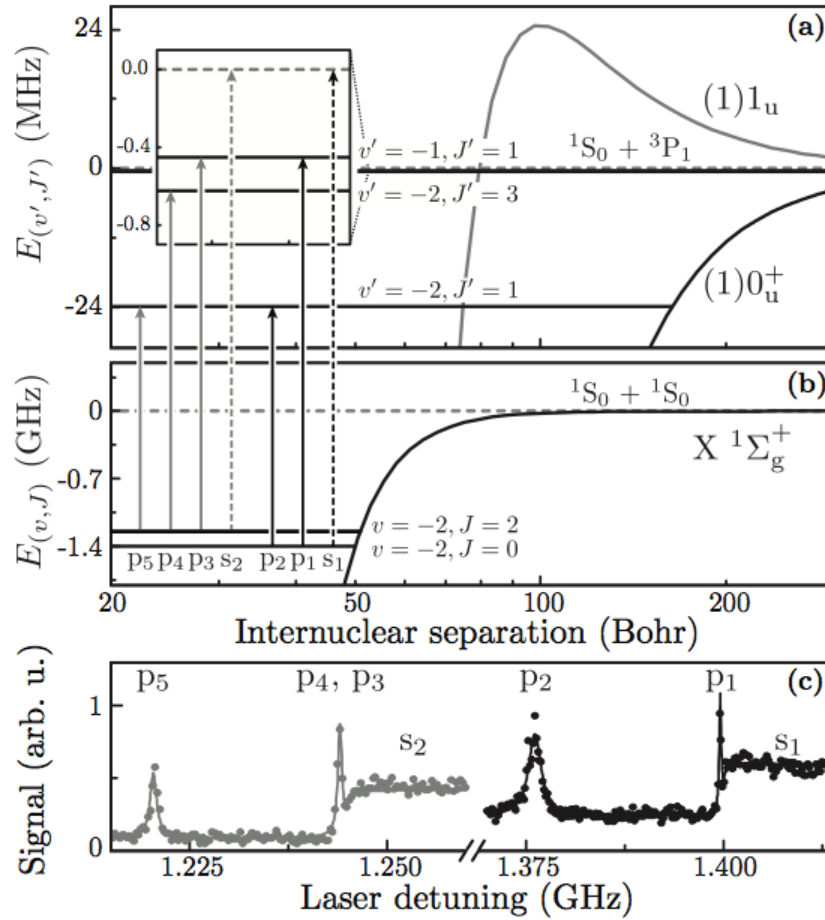 24
(a)
(1)1u
0.0
E(v′,J′) (MHz)
-0.4
v′ = −1, J′ = 1
¹S₀ + ³P₁
0
v′ = −2, J′ = 3
-0.8
(1)0u⁺
v′ = −2, J′ = 1
-24
(b)
¹S₀ + ¹S₀
0
E(v,J) (GHz)
X ¹Σg⁺
-0.7
v = −2, J = 2
v = −2, J = 0
-1.4
p₅ p₄ p₃ s₂ p₂ p₁ s₁
20 50 100 200
Internuclear separation (Bohr)
p₅ p₄, p₃ p₂ p₁ (c)
1
s₂ s₁
Signal (arb. u.)
0
1.225 1.250 1.375 1.400
Laser detuning (GHz)